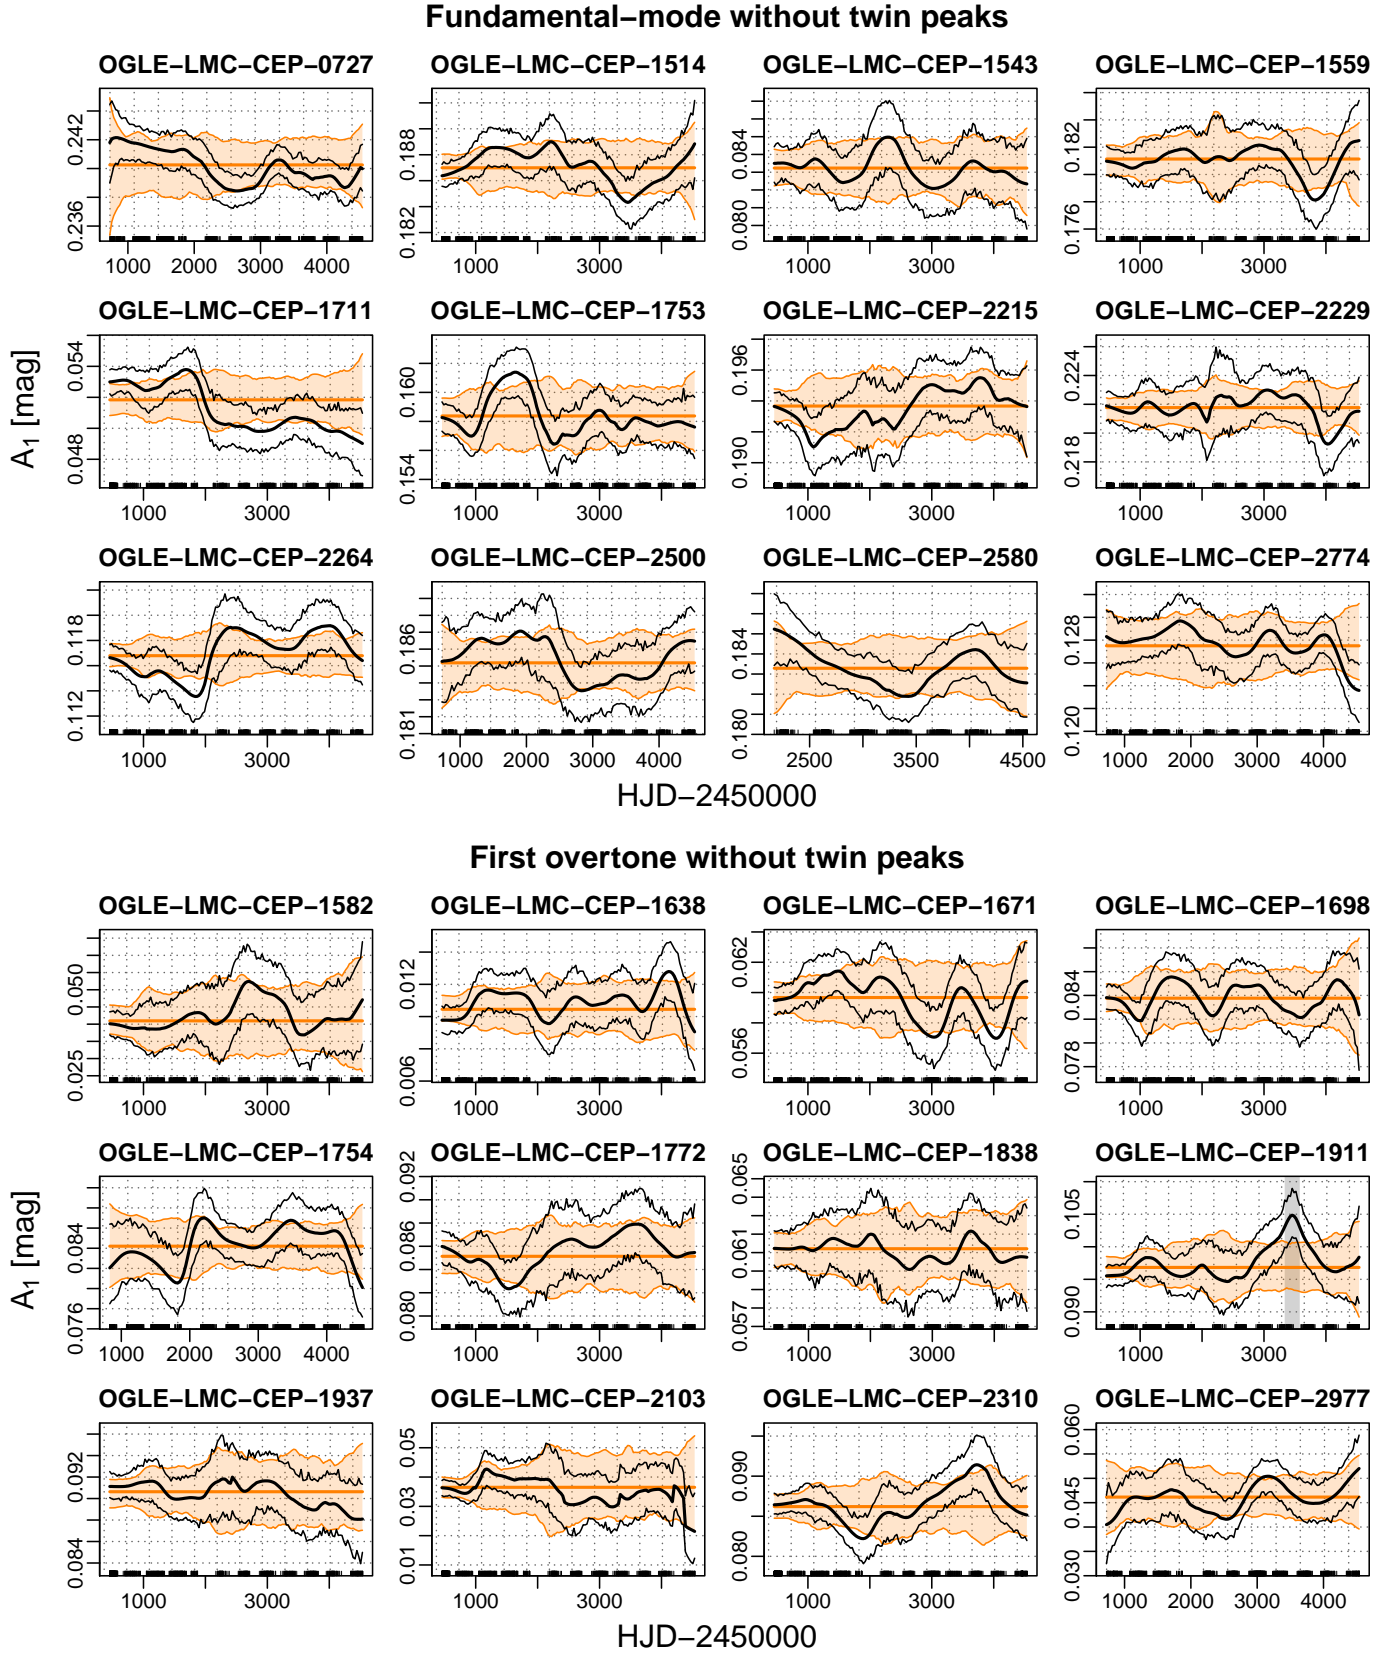 Fundamental−mode without twin peaks
OGLE−LMC−CEP−0727 OGLE−LMC−CEP−1514 OGLE−LMC−CEP−1543 OGLE−LMC−CEP−1559
0.236 0.242 0.182 0.188 0.080 0.084 0.176 0.182
1000 2000 3000 4000 1000 3000 1000 3000 1000 3000
OGLE−LMC−CEP−1711 OGLE−LMC−CEP−1753 OGLE−LMC−CEP−2215 OGLE−LMC−CEP−2229
A1 [mag]
0.048 0.054 0.154 0.160 0.190 0.196 0.218 0.224
1000 3000 1000 3000 1000 3000 1000 3000
OGLE−LMC−CEP−2264 OGLE−LMC−CEP−2500 OGLE−LMC−CEP−2580 OGLE−LMC−CEP−2774
0.112 0.118 0.181 0.186 0.180 0.184 0.120 0.128
1000 3000 1000 2000 3000 4000 2500 3500 4500 1000 2000 3000 4000
HJD−2450000
First overtone without twin peaks
OGLE−LMC−CEP−1582 OGLE−LMC−CEP−1638 OGLE−LMC−CEP−1671 OGLE−LMC−CEP−1698
0.025 0.050 0.006 0.012 0.056 0.062 0.078 0.084
1000 3000 1000 3000 1000 3000 1000 3000
OGLE−LMC−CEP−1754 OGLE−LMC−CEP−1772 OGLE−LMC−CEP−1838 OGLE−LMC−CEP−1911
A1 [mag]
0.076 0.084 0.080 0.086 0.092 0.057 0.061 0.065 0.090 0.105
1000 2000 3000 4000 1000 3000 1000 3000 1000 3000
OGLE−LMC−CEP−1937 OGLE−LMC−CEP−2103 OGLE−LMC−CEP−2310 OGLE−LMC−CEP−2977
0.084 0.092 0.01 0.03 0.05 0.080 0.090 0.030 0.045 0.060
1000 3000 1000 3000 1000 3000 1000 2000 3000 4000
HJD−2450000